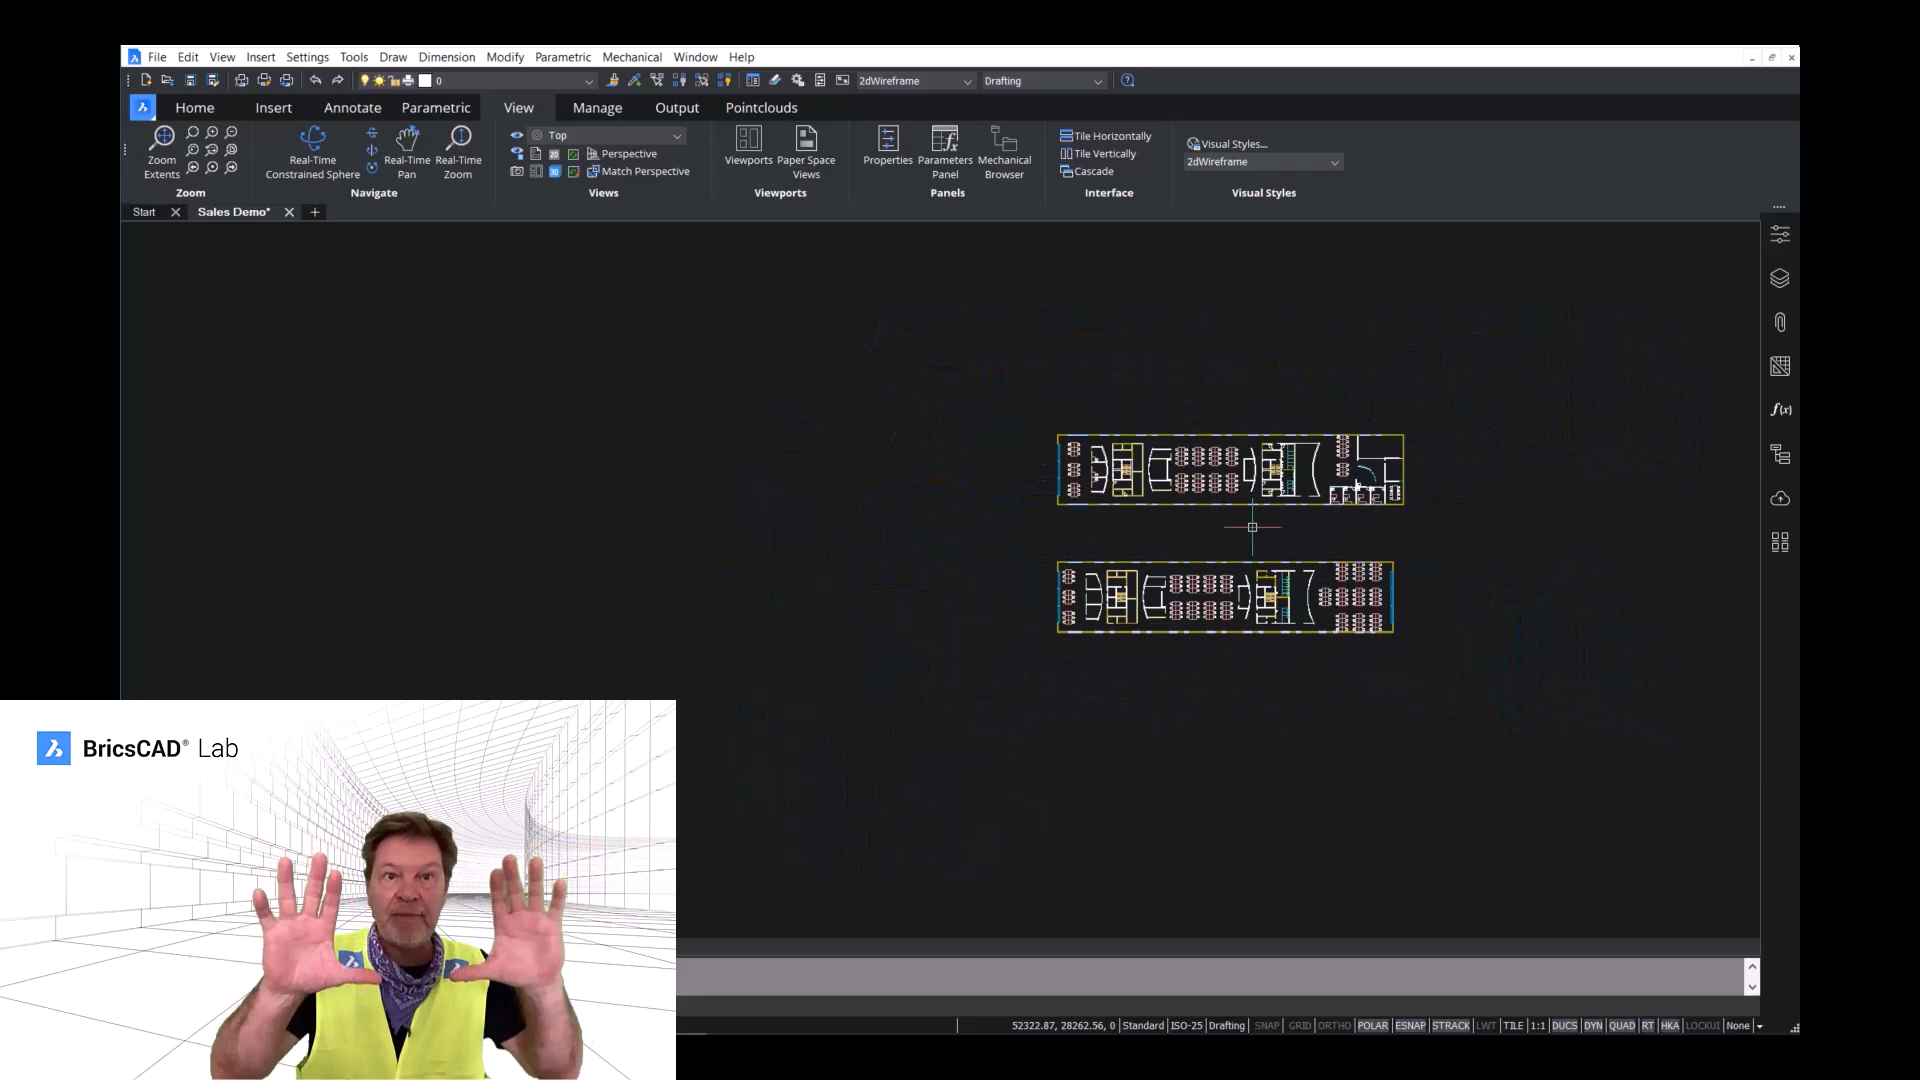 File Edit View Insert Settings Tools Draw Dimension Modify Parametric Mechanical Window Help
0 2dWireframe Drafting
Home Insert Annotate Parametric View Manage Output Pointclouds
Top
Perspective
Match Perspective
Zoom Extents
Real-Time Constrained Sphere
Real-Time Pan
Real-Time Zoom
Viewports
Paper Space Views
Properties
Parameters Panel
Mechanical Browser
Tile Horizontally
Tile Vertically
Cascade
Visual Styles...
2dWireframe
Zoom Navigate Views Viewports Panels Interface Visual Styles
Start Sales Demo*
f(x)
BricsCAD® Lab
52322.87, 28262.56, 0 Standard ISO-25 Drafting SNAP GRID ORTHO POLAR ESNAP STRACK LWT TILE 1:1 DUCS DYN QUAD RT HKA LOCKUI None